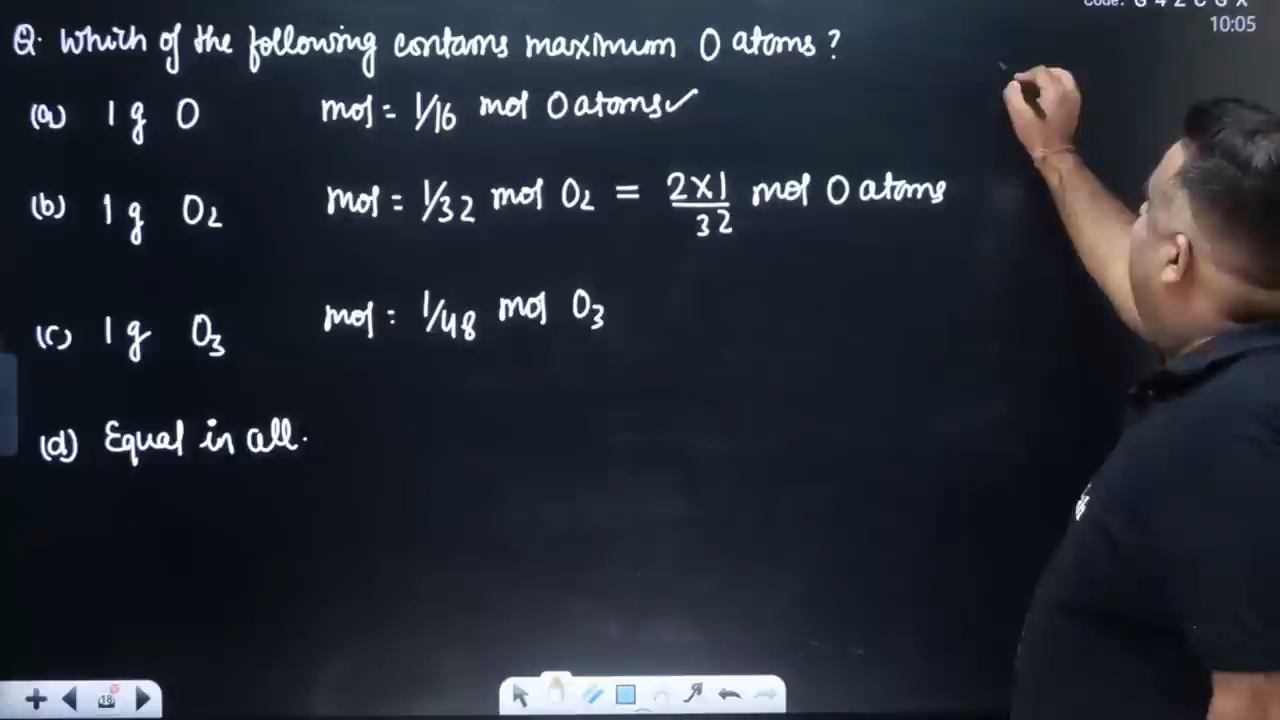 10:05
Q. Which of the following contains maximum O atoms?
(a) 1 g O mol = 1/16 mol O atoms ✓
(b) 1 g O₂ mol = 1/32 mol O₂ = 2×1/32 mol O atoms
(c) 1 g O₃ mol = 1/48 mol O₃
(d) Equal in all.
18